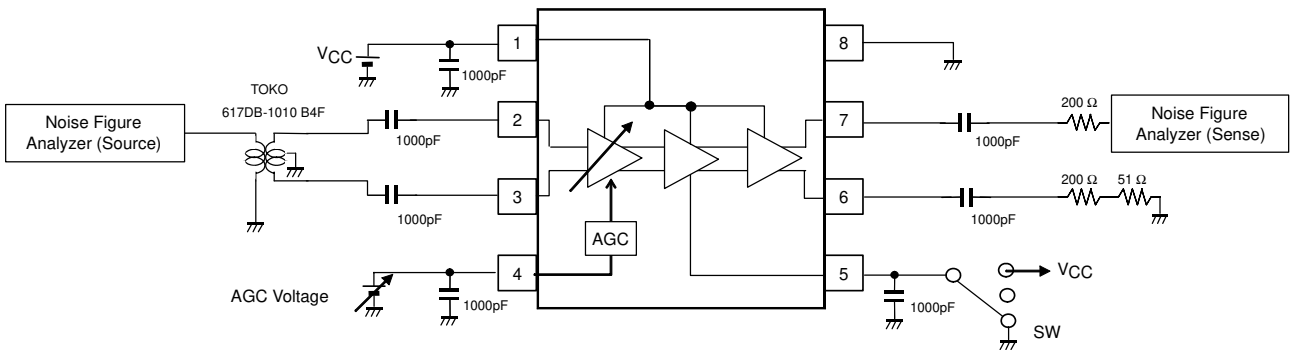 VCC
1000pF
1
8
TOKO
617DB-1010 B4F
Noise Figure
Analyzer (Source)
1000pF
2
7
1000pF
200 Ω
Noise Figure
Analyzer (Sense)
1000pF
3
6
1000pF
200 Ω
51 Ω
AGC
AGC Voltage
1000pF
4
5
1000pF
VCC
SW